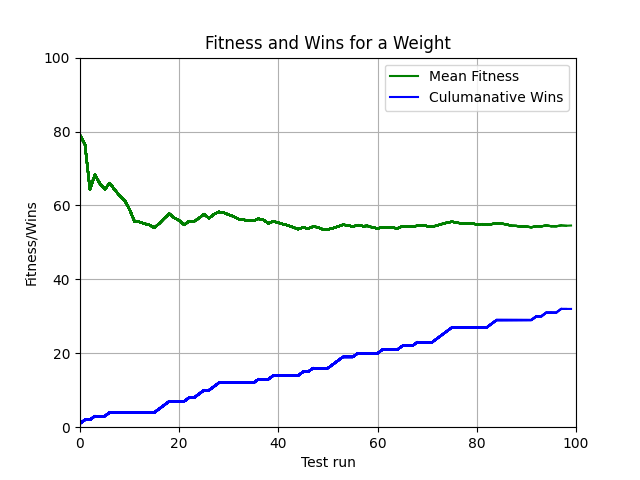 Fitness and Wins for a Weight
Mean Fitness
Culumanative Wins
Fitness/Wins
100
80
60
40
20
0
0 20 40 60 80 100
Test run